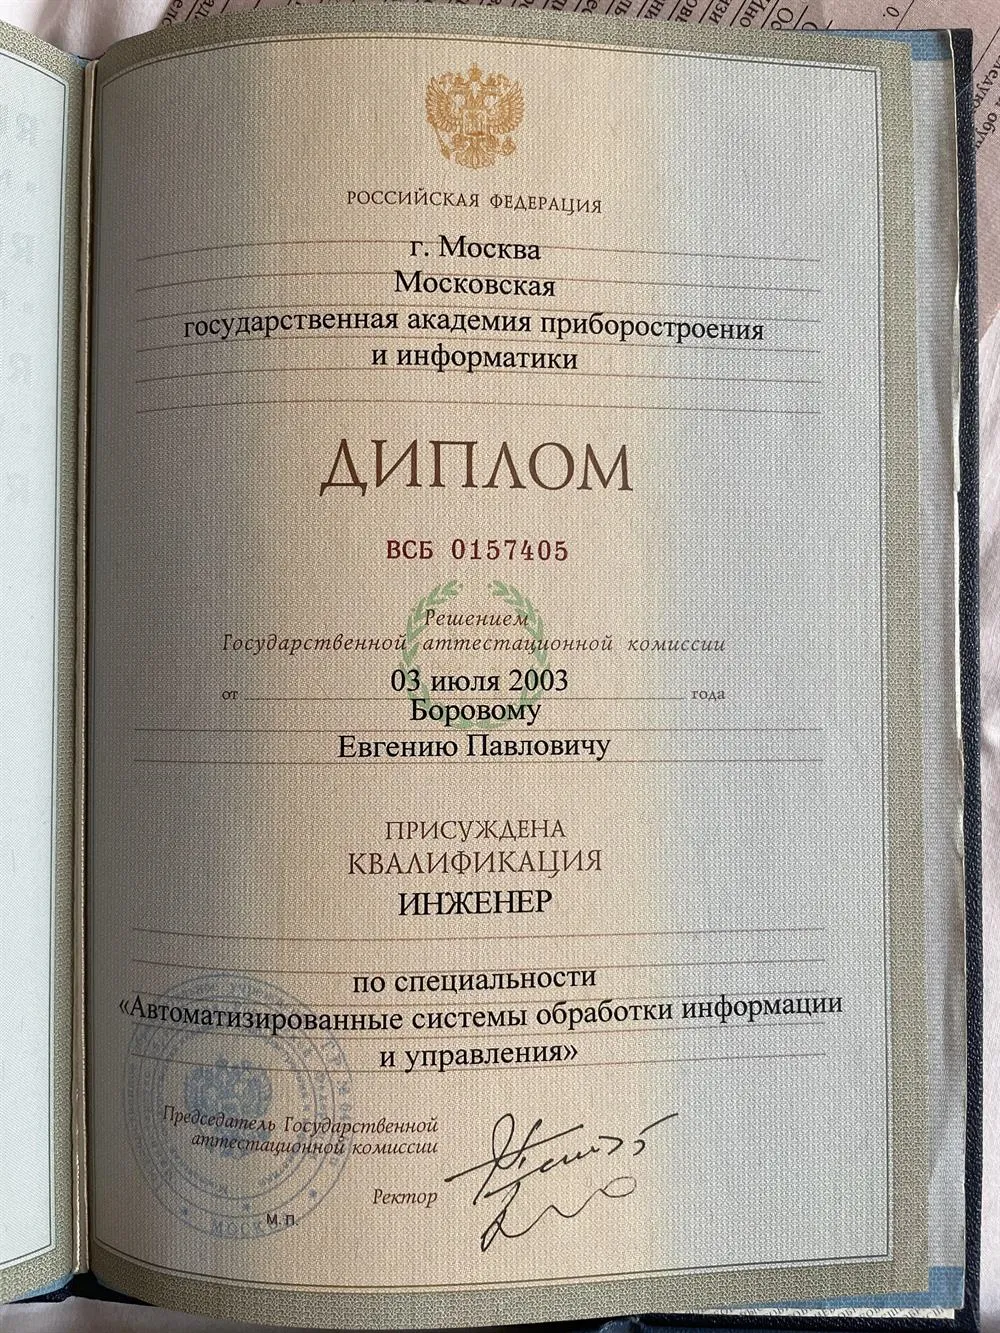 РОССИЙСКАЯ ФЕДЕРАЦИЯ
г. Москва
Московская
государственная академия приборостроения
и информатики
ДИПЛОМ
ВСБ 0157405
Решением
Государственной аттестационной комиссии
от 03 июля 2003 года
Боровому
Евгению Павловичу
ПРИСУЖДЕНА
КВАЛИФИКАЦИЯ
ИНЖЕНЕР
по специальности
«Автоматизированные системы обработки информации
и управления»
Председатель Государственной
аттестационной комиссии
Ректор
М.П.